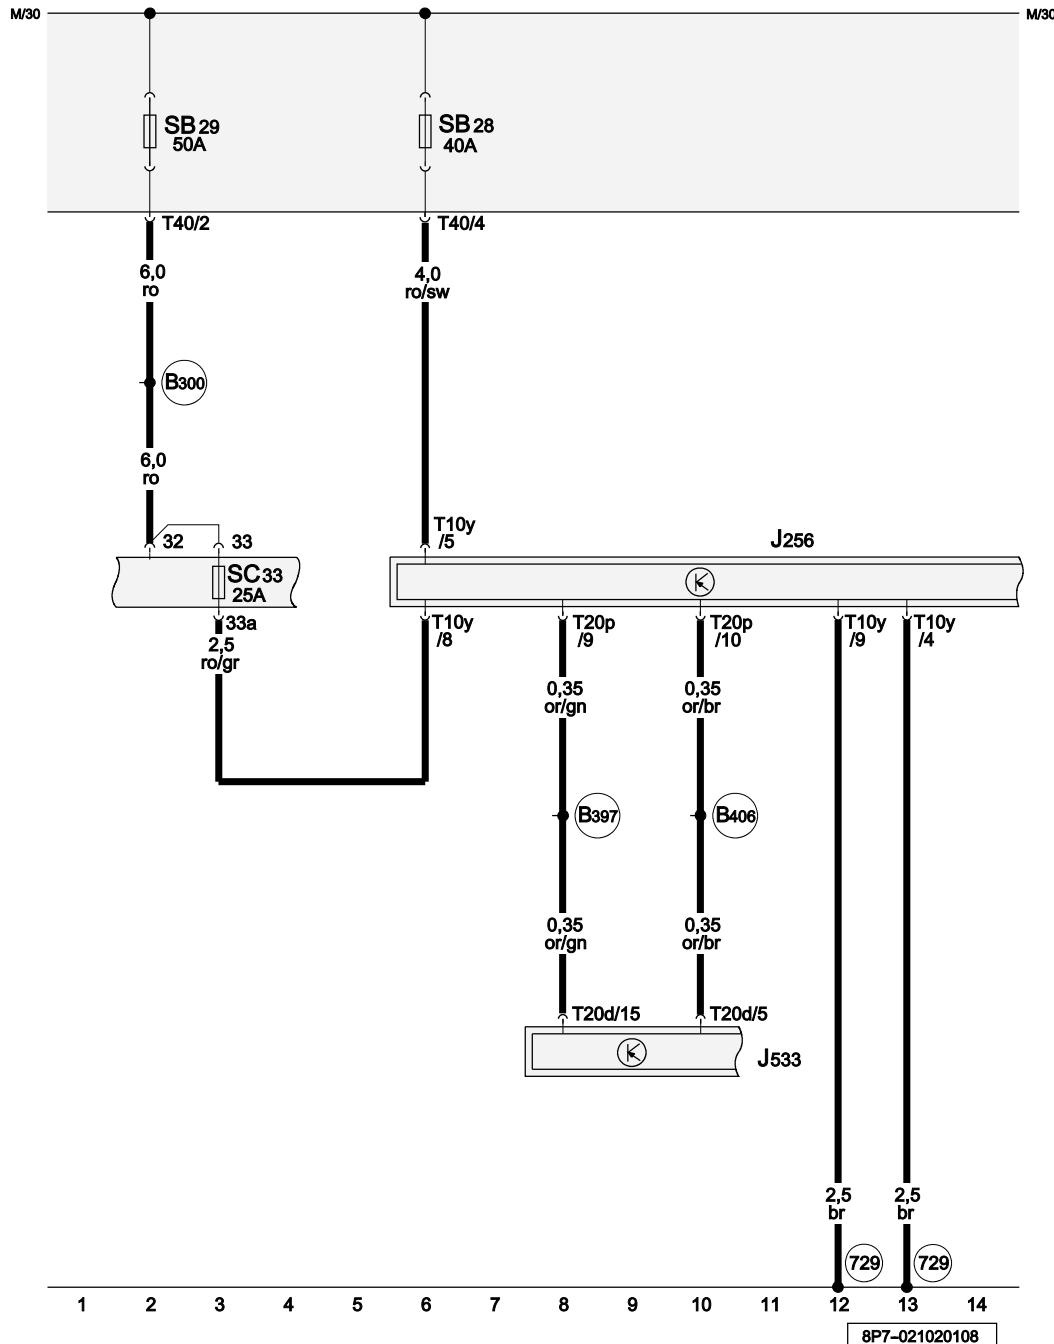 M/30
M/30
SB29
50A
SB28
40A
T40/2
T40/4
6,0
ro
4,0
ro/sw
B300
6,0
ro
T10y
/5
J256
32
33
SC33
25A
33a
T10y
/8
T20p
/9
T20p
/10
T10y
/9
T10y
/4
2,5
ro/gr
0,35
or/gn
0,35
or/br
B397
B406
0,35
or/gn
0,35
or/br
T20d/15
T20d/5
J533
2,5
br
2,5
br
729
729
1 2 3 4 5 6 7 8 9 10 11 12 13 14
8P7-021020108